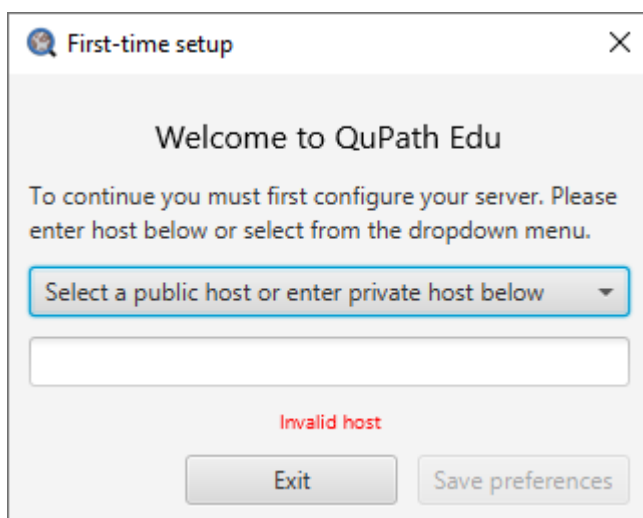 First-time setup
Welcome to QuPath Edu
To continue you must first configure your server. Please
enter host below or select from the dropdown menu.
Select a public host or enter private host below
Invalid host
Exit
Save preferences